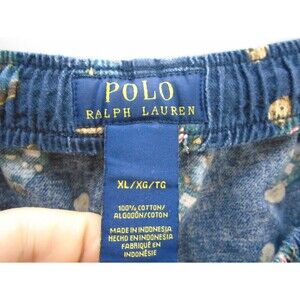 POLO
RALPH LAUREN
XL/XG/TG
100% COTTON/
ALGODÓN/COTON
MADE IN INDONESIA
HECHO EN INDONESIA
FABRIQUÉ EN
INDONÉSIE